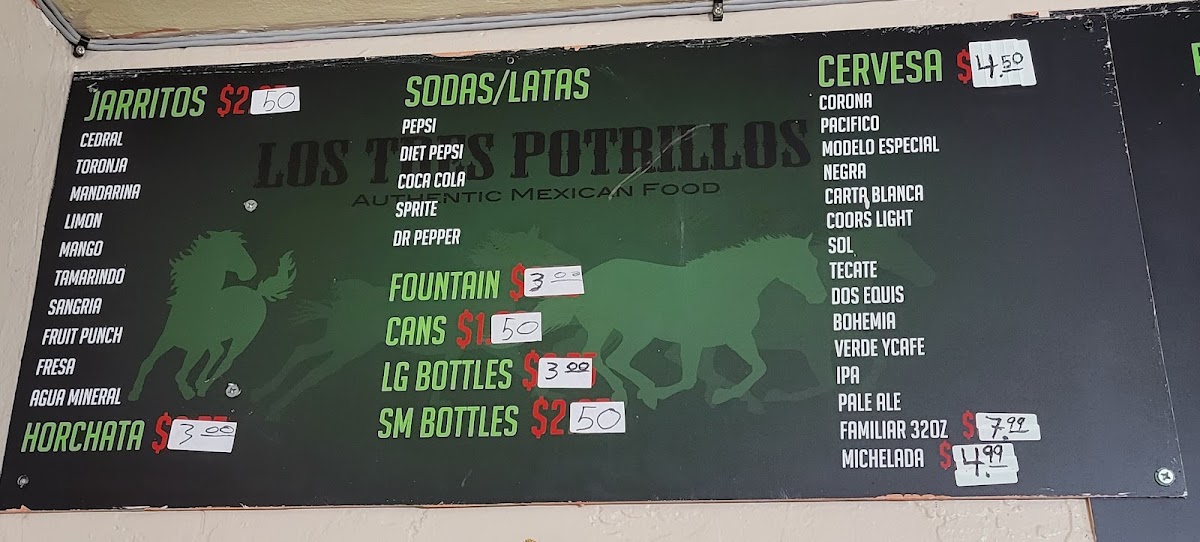 JARRITOS $2.50
CEDRAL
TORONJA
MANDARINA
LIMON
MANGO
TAMARINDO
SANGRIA
FRUIT PUNCH
FRESA
AGUA MINERAL
HORCHATA $3.00
LOS TRES POTRILLOS
AUTHENTIC MEXICAN FOOD
SODAS/LATAS
PEPSI
DIET PEPSI
COCA COLA
SPRITE
DR PEPPER
FOUNTAIN $3.00
CANS $1.50
LG BOTTLES $3.00
SM BOTTLES $2.50
CERVESA $4.50
CORONA
PACIFICO
MODELO ESPECIAL
NEGRA
CARTA BLANCA
COORS LIGHT
SOL
TECATE
DOS EQUIS
BOHEMIA
VERDE YCAFE
IPA
PALE ALE
FAMILIAR 32OZ $7.99
MICHELADA $4.99